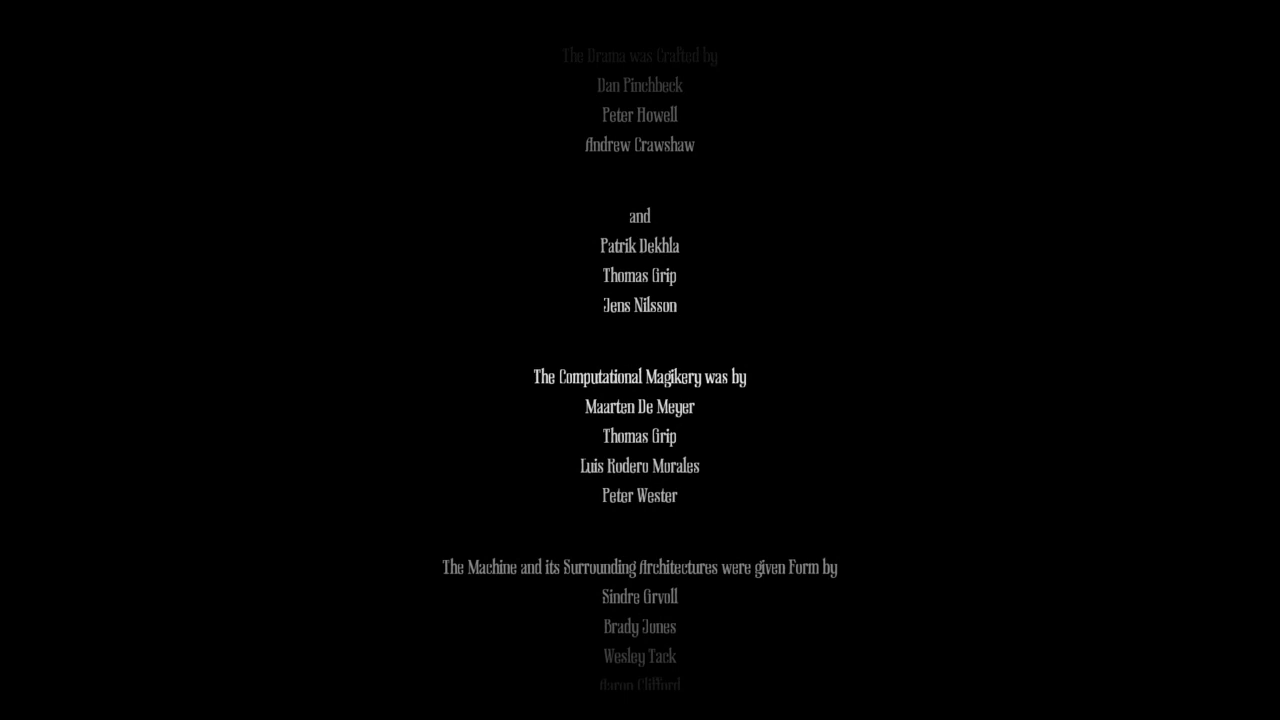 The Drama was Crafted by
Dan Pinchbeck
Peter Howell
Andrew Crawshaw
and
Patrik Dekhla
Thomas Grip
Jens Nilsson
The Computational Magikery was by
Maarten De Meyer
Thomas Grip
Luis Rodero Morales
Peter Wester
The Machine and its Surrounding Architectures were given Form by
Sindre Grvoll
Brady Jones
Wesley Tack
Aaron Clifford